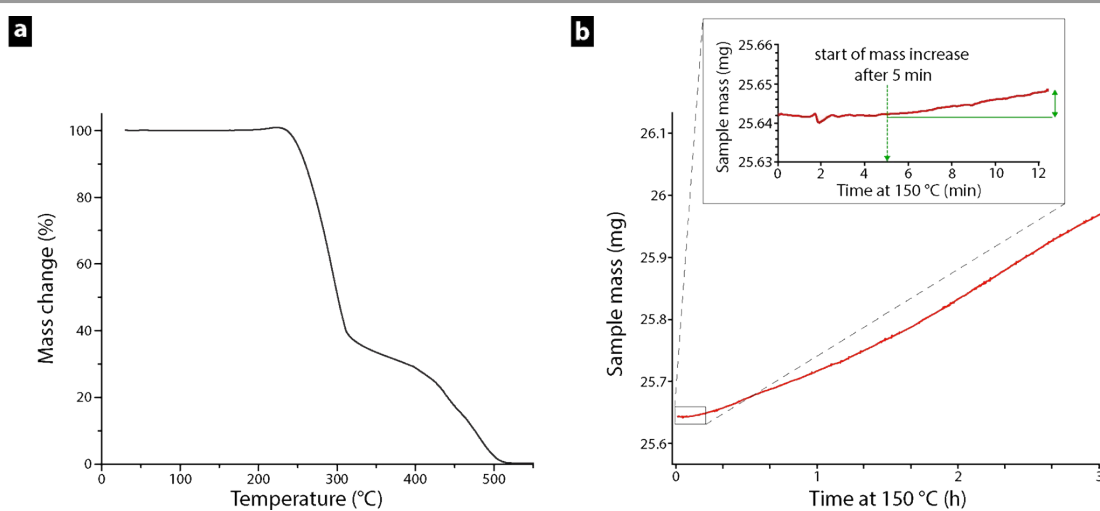 a
Mass change (%)
100
80
60
40
20
0
0 100 200 300 400 500
Temperature (°C)
b
Sample mass (mg)
26.1
26
25.9
25.8
25.7
25.6
0 1 2 3
Time at 150 °C (h)
Sample mass (mg)
25.66
25.65
25.64
25.63
start of mass increase
after 5 min
0 2 4 6 8 10 12
Time at 150 °C (min)